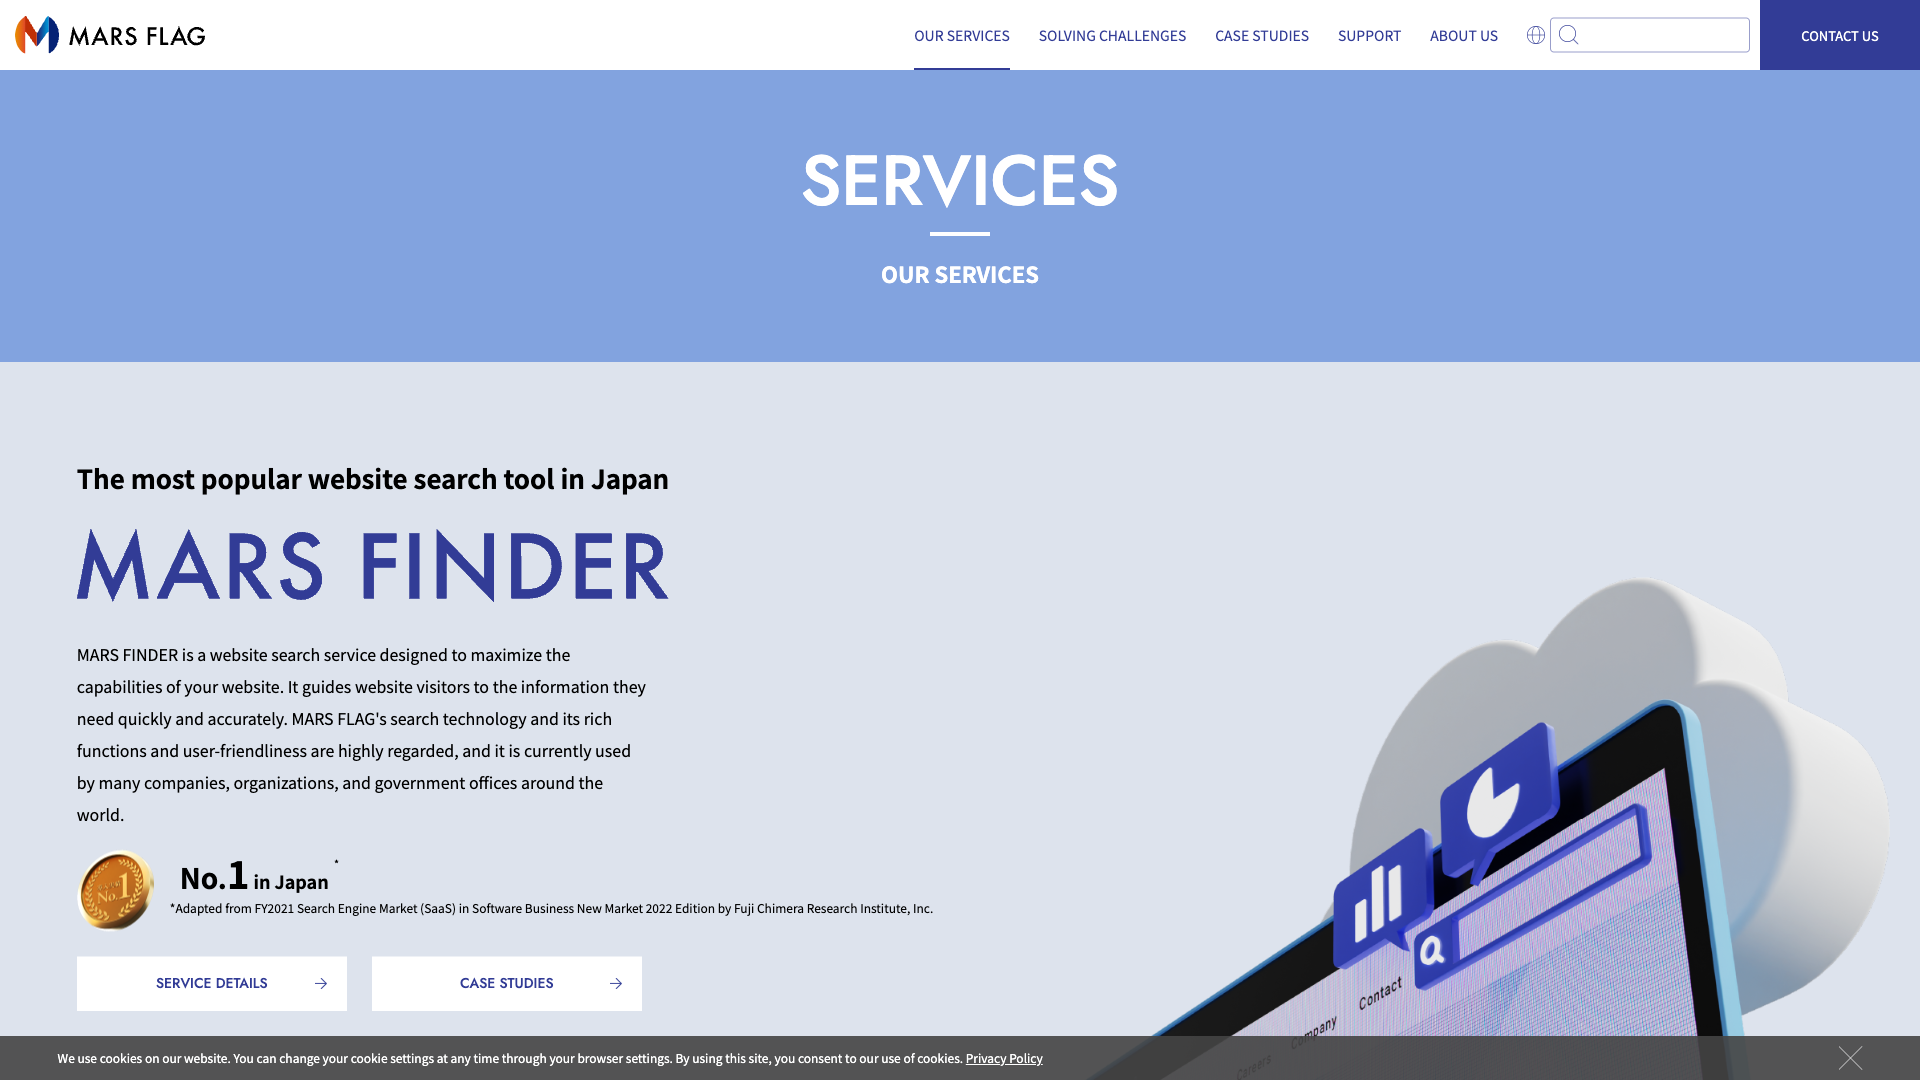 MARS FLAG
OUR SERVICES
SOLVING CHALLENGES
CASE STUDIES
SUPPORT
ABOUT US
CONTACT US
SERVICES
OUR SERVICES
The most popular website search tool in Japan
MARS FINDER
MARS FINDER is a website search service designed to maximize the
capabilities of your website. It guides website visitors to the information they
need quickly and accurately. MARS FLAG's search technology and its rich
functions and user-friendliness are highly regarded, and it is currently used
by many companies, organizations, and government offices around the
world.
No.1
No.1 in Japan *
*Adapted from FY2021 Search Engine Market (SaaS) in Software Business New Market 2022 Edition by Fuji Chimera Research Institute, Inc.
SERVICE DETAILS
CASE STUDIES
Contact
Company
Careers
We use cookies on our website. You can change your cookie settings at any time through your browser settings. By using this site, you consent to our use of cookies. Privacy Policy